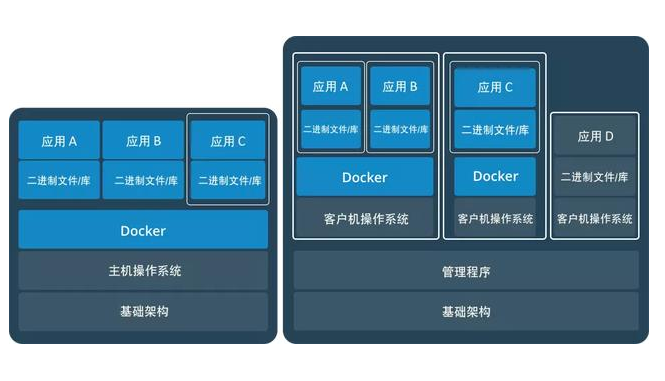 应用 A
应用 B
应用 C
二进制文件/库
二进制文件/库
二进制文件/库
Docker
主机操作系统
基础架构
应用 A
应用 B
二进制文件/库
二进制文件/库
Docker
客户机操作系统
应用 C
二进制文件/库
Docker
客户机操作系统
应用 D
二进制文件/库
客户机操作系统
管理程序
基础架构